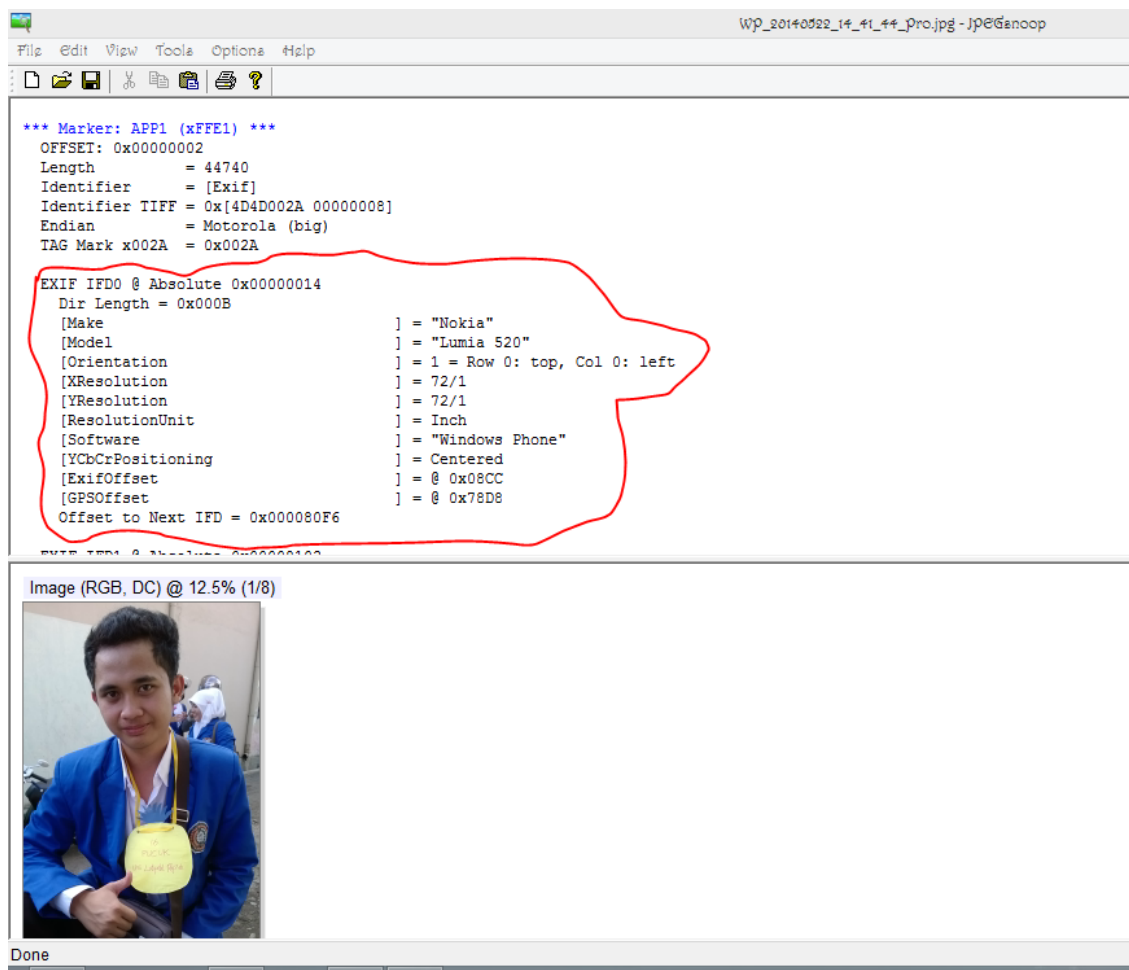 WP_20140522_14_41_44_Pro.jpg - JPEGsnoop
File Edit View Tools Options Help
*** Marker: APP1 (xFFE1) ***
OFFSET: 0x00000002
Length = 44740
Identifier = [Exif]
Identifier TIFF = 0x[4D4D002A 00000008]
Endian = Motorola (big)
TAG Mark x002A = 0x002A
EXIF IFD0 @ Absolute 0x00000014
Dir Length = 0x000B
[Make ] = "Nokia"
[Model ] = "Lumia 520"
[Orientation ] = 1 = Row 0: top, Col 0: left
[XResolution ] = 72/1
[YResolution ] = 72/1
[ResolutionUnit ] = Inch
[Software ] = "Windows Phone"
[YCbCrPositioning ] = Centered
[ExifOffset ] = @ 0x08CC
[GPSOffset ] = @ 0x78D8
Offset to Next IFD = 0x000080F6
EXIF IFD1 @ Absolute 0x00000102
Image (RGB, DC) @ 12.5% (1/8)
Done